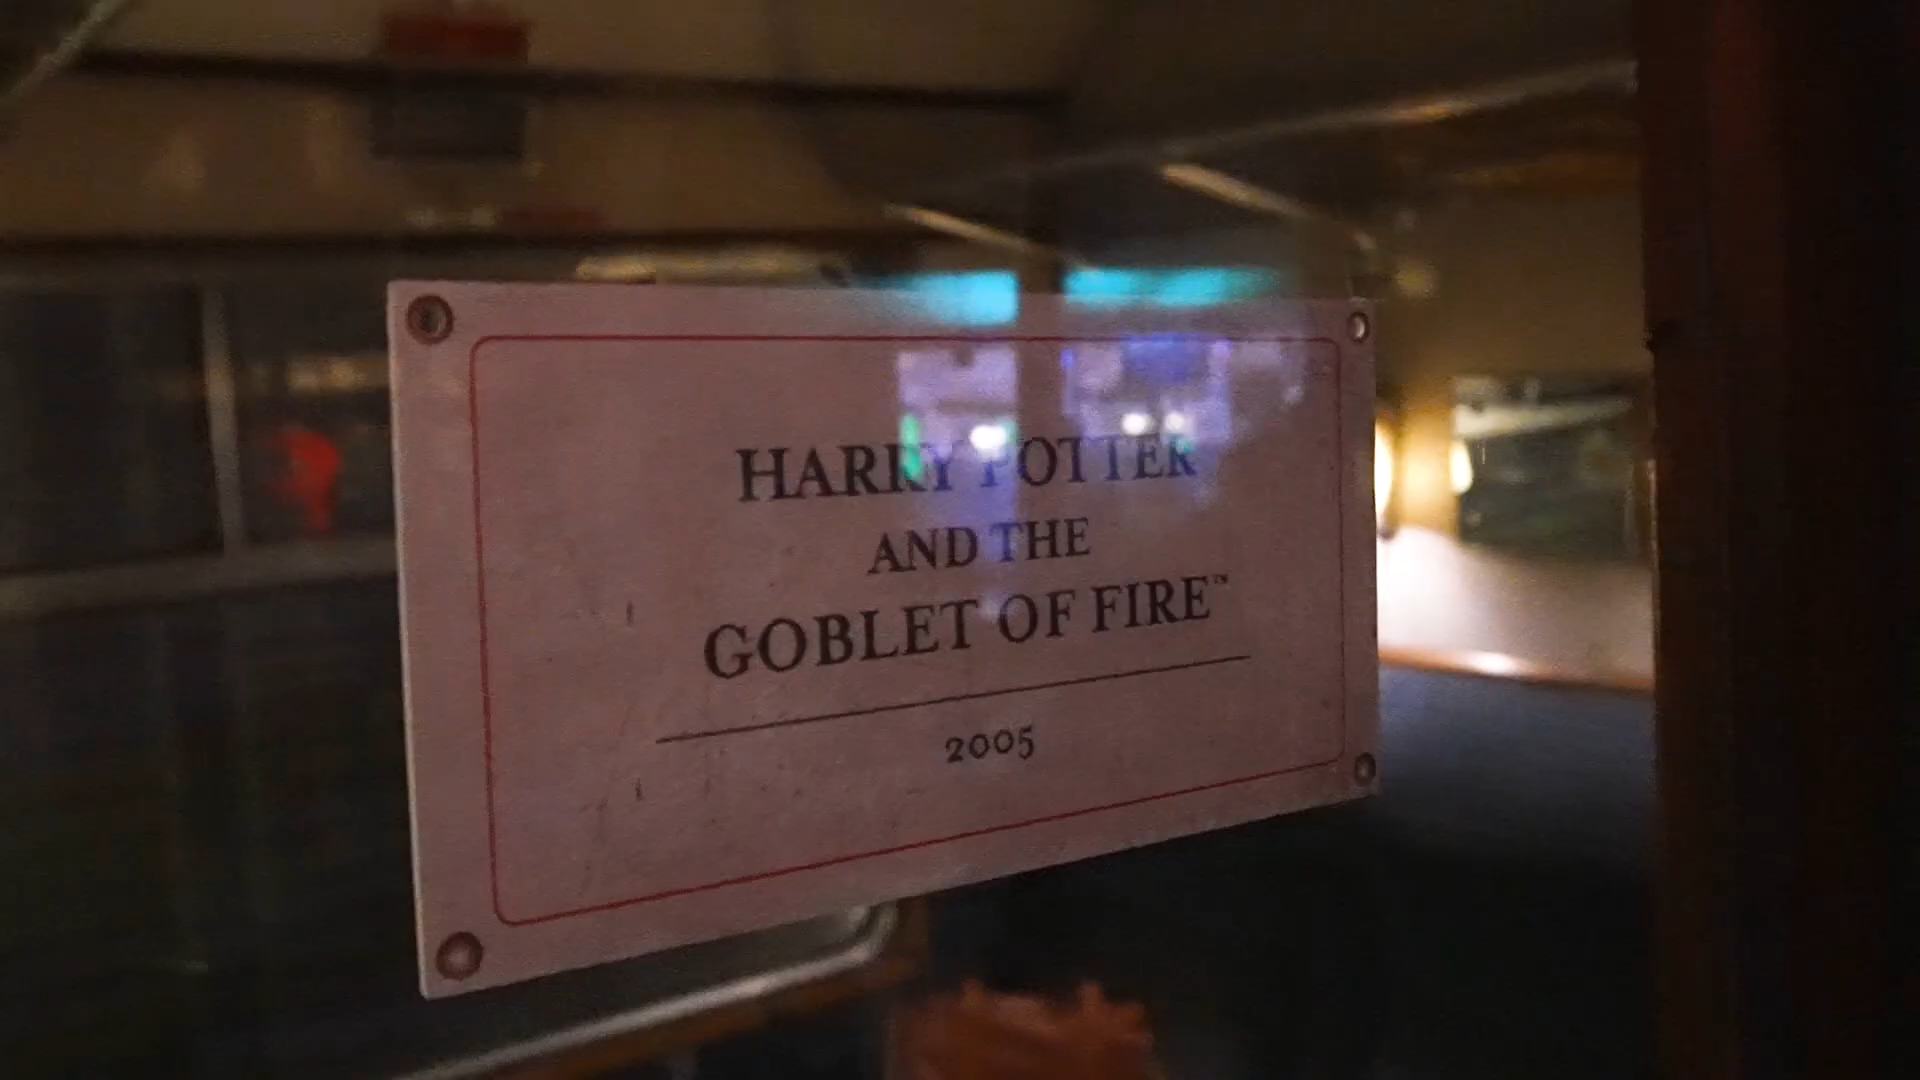 HARRY POTTER
AND THE
GOBLET OF FIRE™
2005